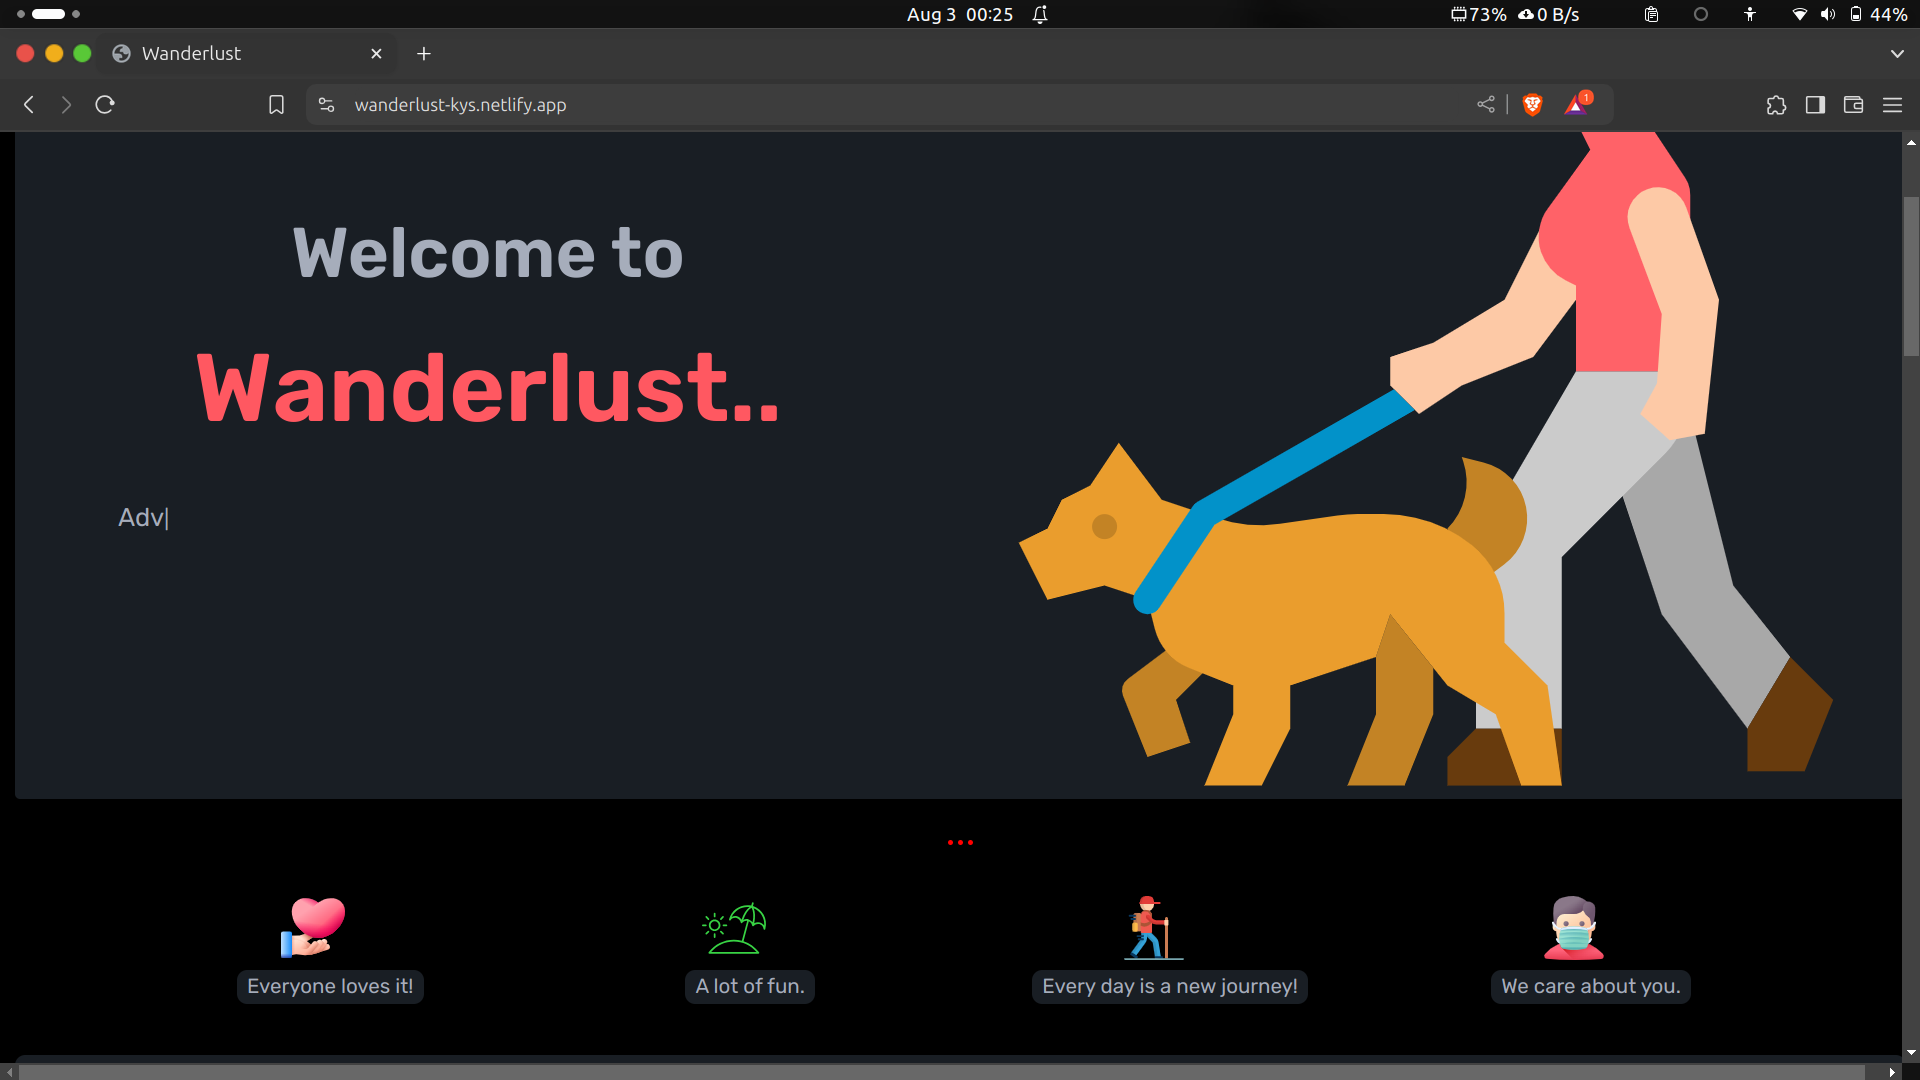 Aug 3 00:25
73% 0 B/s
44%
Wanderlust
wanderlust-kys.netlify.app
1
Welcome to
Wanderlust..
Adv|
...
Everyone loves it!
A lot of fun.
Every day is a new journey!
We care about you.